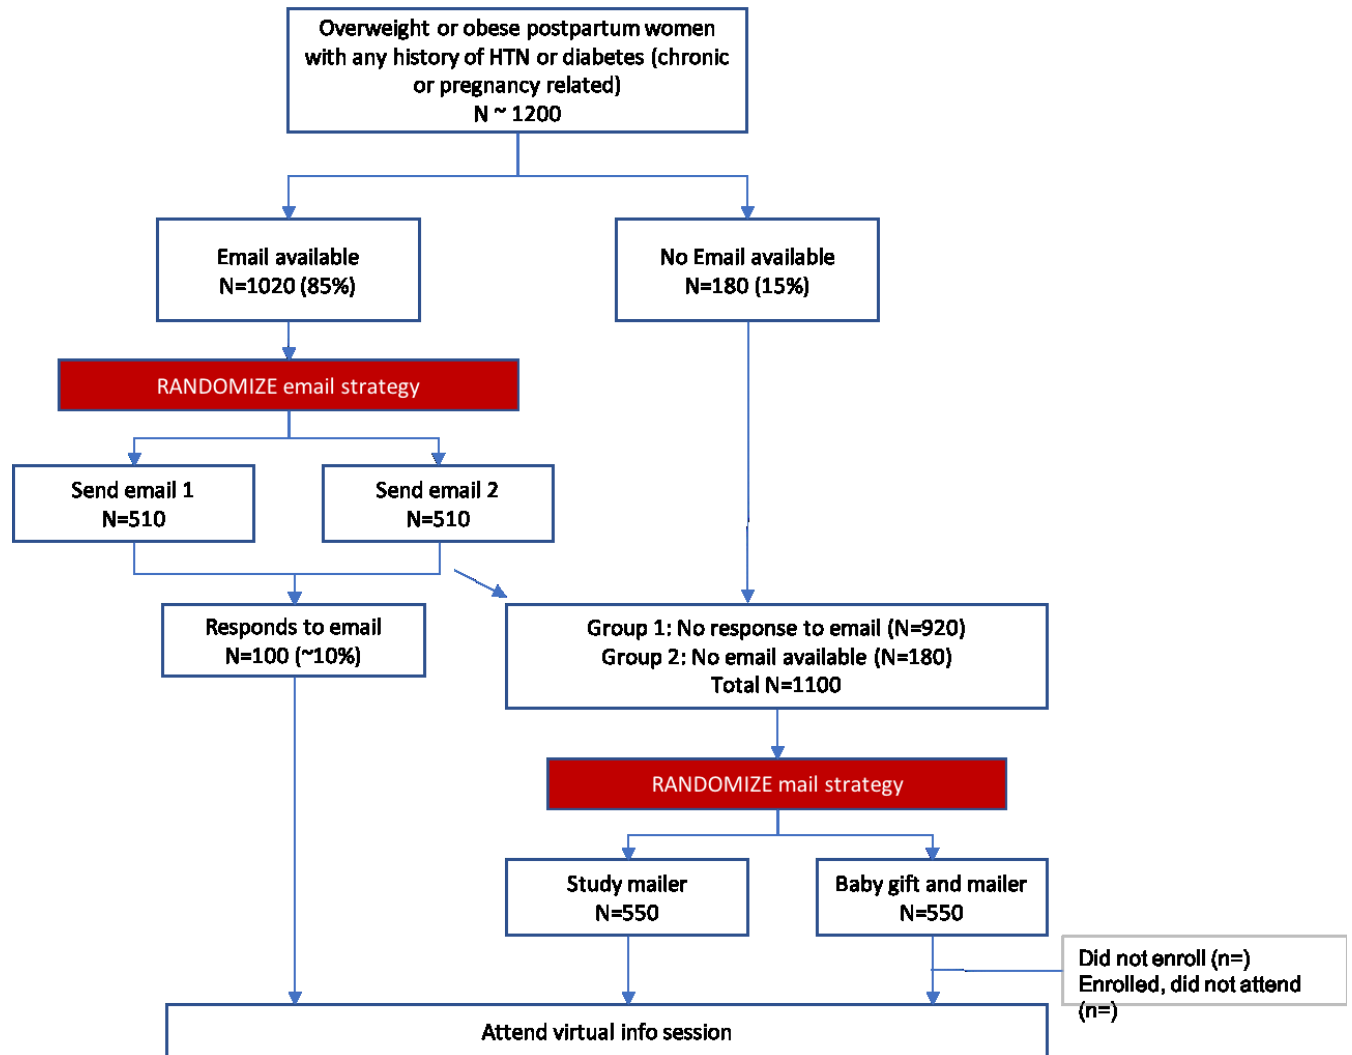 Overweight or obese postpartum women
with any history of HTN or diabetes (chronic
or pregnancy related)
N ~ 1200
Email available
N=1020 (85%)
No Email available
N=180 (15%)
RANDOMIZE email strategy
Send email 1
N=510
Send email 2
N=510
Responds to email
N=100 (~10%)
Group 1: No response to email (N=920)
Group 2: No email available (N=180)
Total N=1100
RANDOMIZE mail strategy
Study mailer
N=550
Baby gift and mailer
N=550
Did not enroll (n=)
Enrolled, did not attend
(n=)
Attend virtual info session